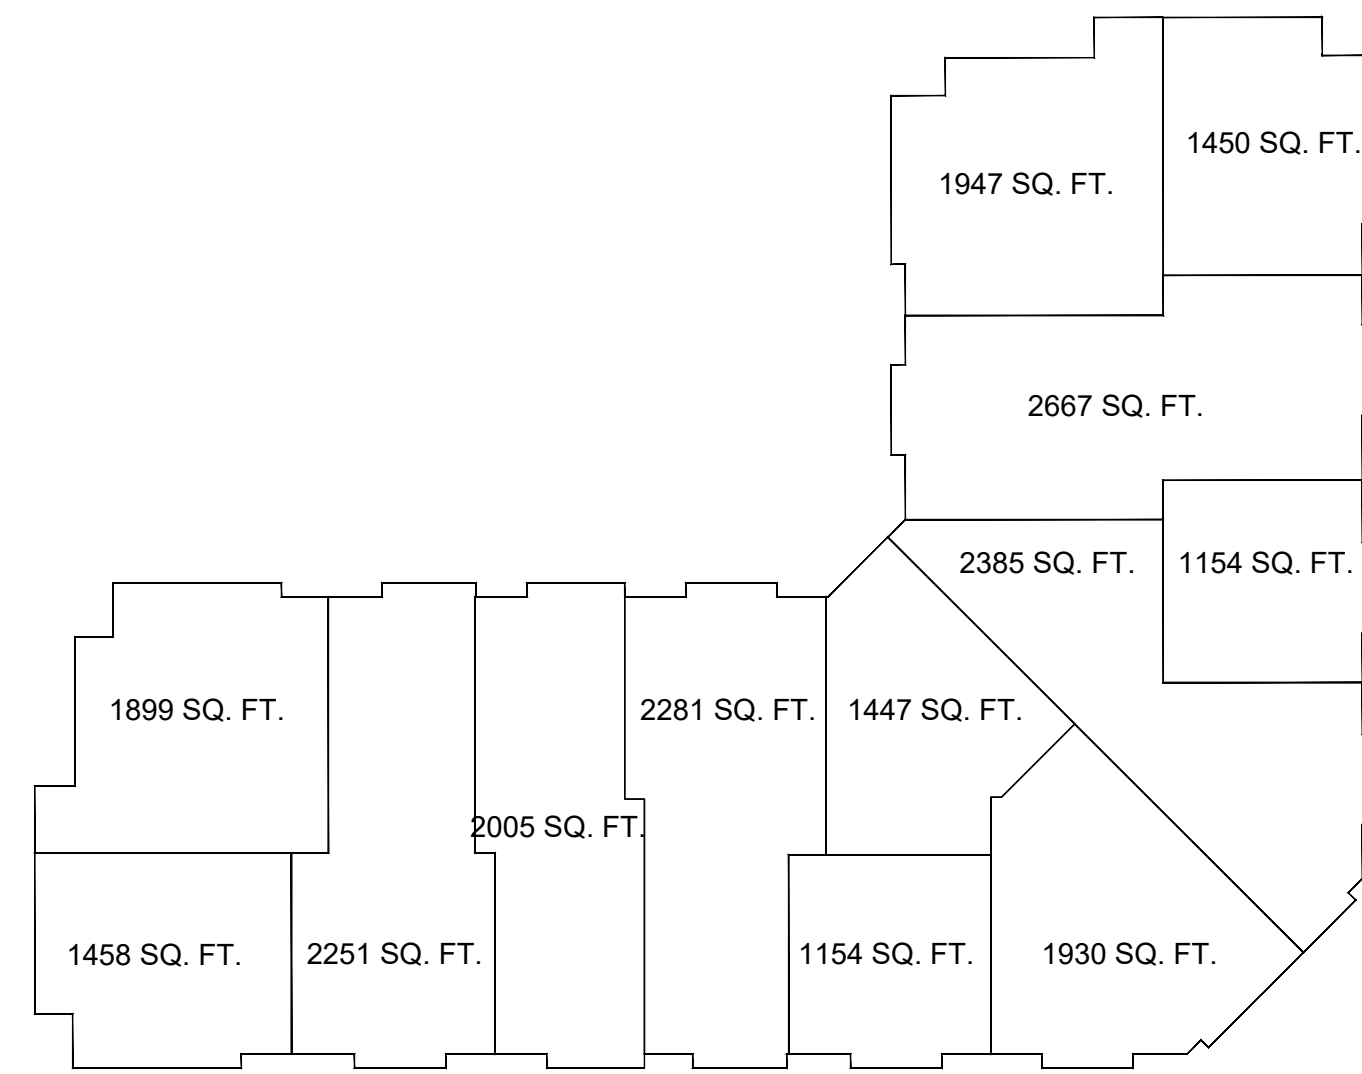 1450 SQ. FT.
1947 SQ. FT.
2667 SQ. FT.
2385 SQ. FT.
1154 SQ. FT.
1899 SQ. FT.
2281 SQ. FT.
1447 SQ. FT.
2005 SQ. FT.
1458 SQ. FT.
2251 SQ. FT.
1154 SQ. FT.
1930 SQ. FT.